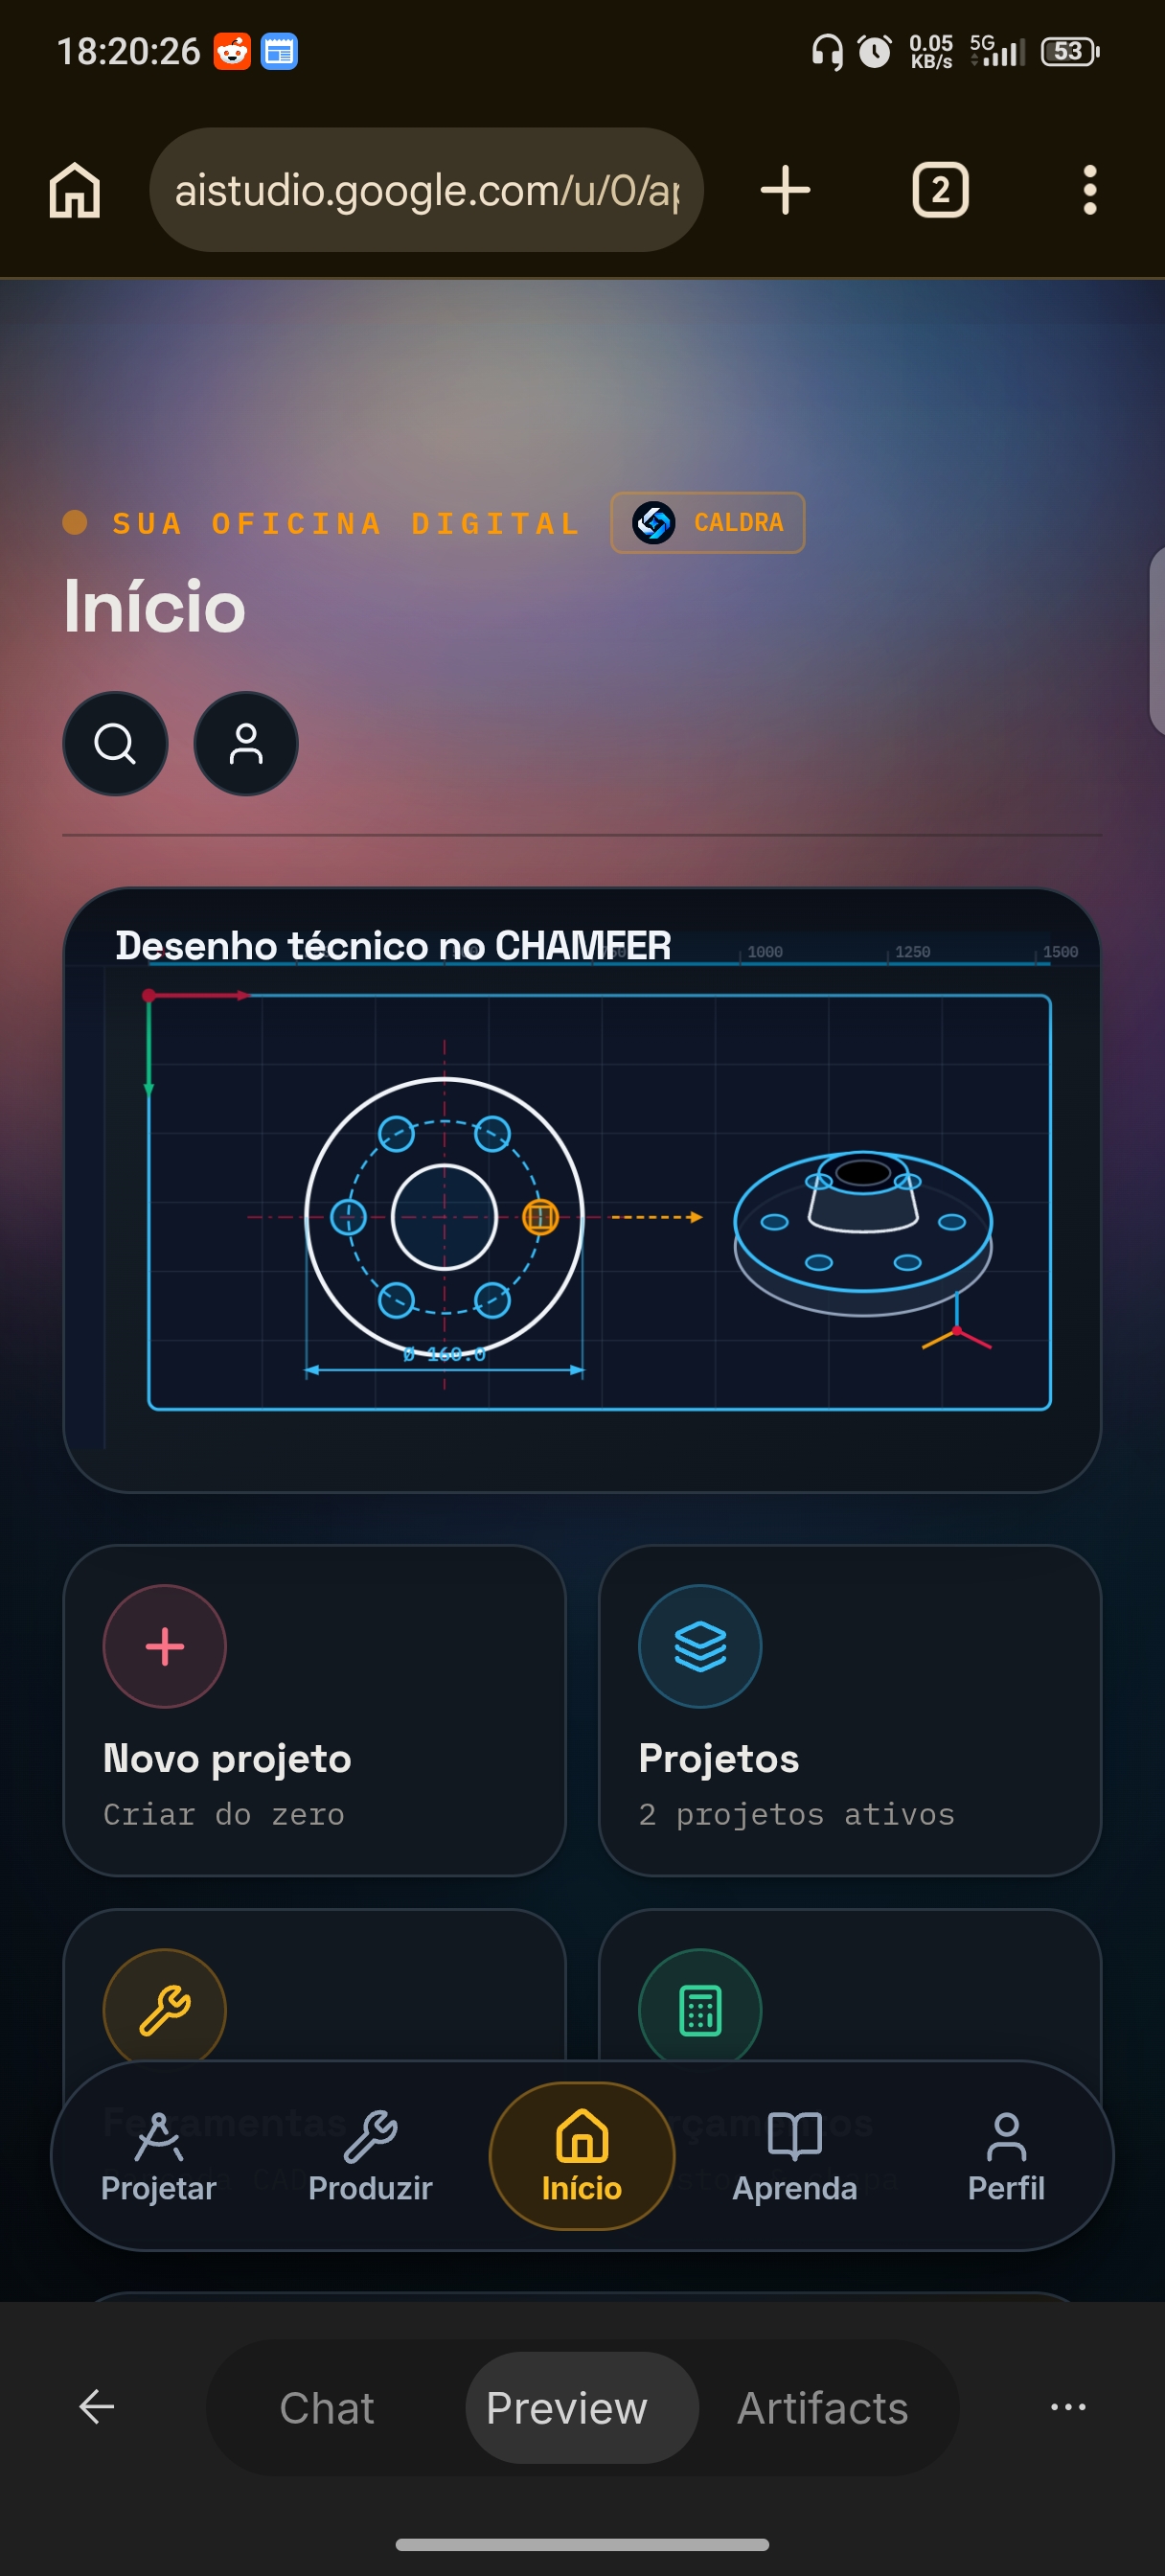 18:20:26
0.05 KB/s
5G
53
aistudio.google.com/u/0/ap
2
SUA OFICINA DIGITAL
CALDRA
Início
Desenho técnico no CHAMFER
1000 1250 1500
Ø 160.0
Novo projeto
Criar do zero
Projetos
2 projetos ativos
Projetar
Produzir
Início
Aprenda
Perfil
Chat
Preview
Artifacts